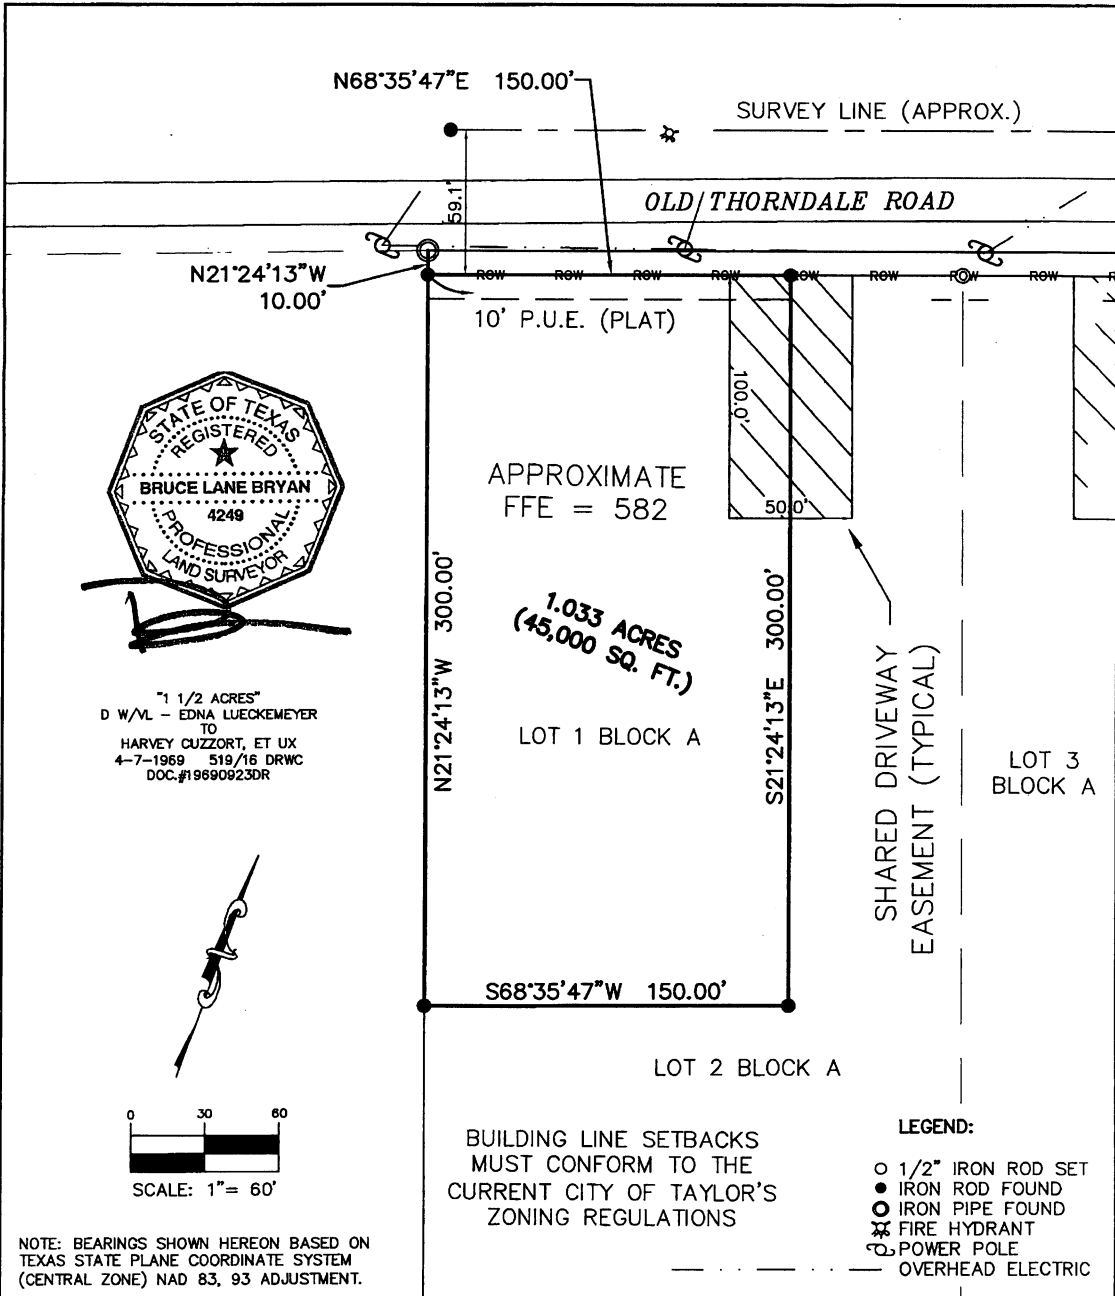 N68°35'47"E 150.00'
SURVEY LINE (APPROX.)
59.1'
OLD THORNDALE ROAD
N21°24'13"W
10.00'
ROW ROW ROW ROW ROW ROW ROW ROW
10' P.U.E. (PLAT)
100.0'
50.0'
STATE OF TEXAS
REGISTERED
BRUCE LANE BRYAN
4249
PROFESSIONAL
LAND SURVEYOR
APPROXIMATE
FFE = 582
N21°24'13"W 300.00'
1.033 ACRES
(45,000 SQ. FT.)
S21°24'13"E 300.00'
SHARED DRIVEWAY
EASEMENT (TYPICAL)
"1 1/2 ACRES"
D W/VL - EDNA LUECKEMEYER
TO
HARVEY CUZZORT, ET UX
4-7-1969 519/16 DRWC
DOC.#19690923DR
LOT 1 BLOCK A
LOT 3
BLOCK A
S68°35'47"W 150.00'
LOT 2 BLOCK A
0 30 60
SCALE: 1"= 60'
BUILDING LINE SETBACKS
MUST CONFORM TO THE
CURRENT CITY OF TAYLOR'S
ZONING REGULATIONS
LEGEND:
1/2" IRON ROD SET
IRON ROD FOUND
IRON PIPE FOUND
FIRE HYDRANT
POWER POLE
OVERHEAD ELECTRIC
NOTE: BEARINGS SHOWN HEREON BASED ON
TEXAS STATE PLANE COORDINATE SYSTEM
(CENTRAL ZONE) NAD 83, 93 ADJUSTMENT.